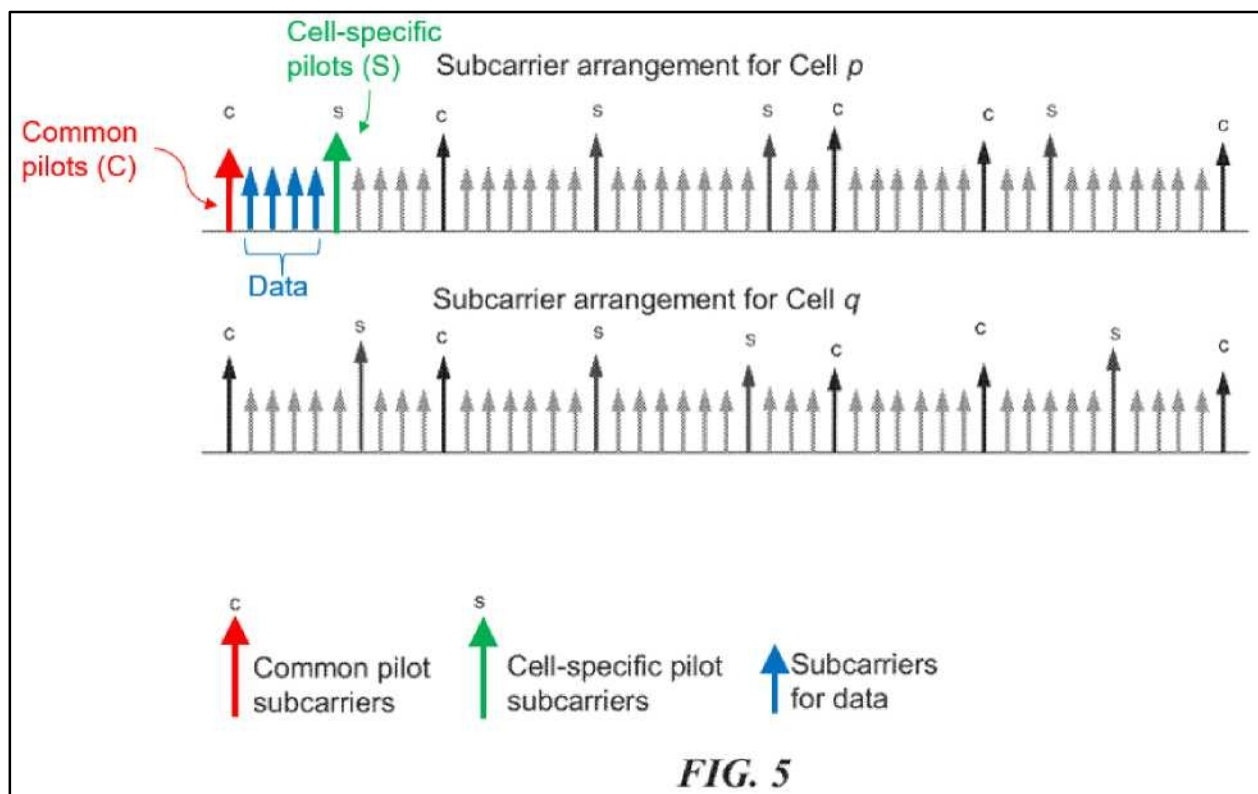 Cell-specific
pilots (S)
Subcarrier arrangement for Cell p
c s c s s c c s c
Common
pilots (C)
Data
Subcarrier arrangement for Cell q
c s c s s c c s c
c s
Common pilot
subcarriers
Cell-specific pilot
subcarriers
Subcarriers
for data
FIG. 5